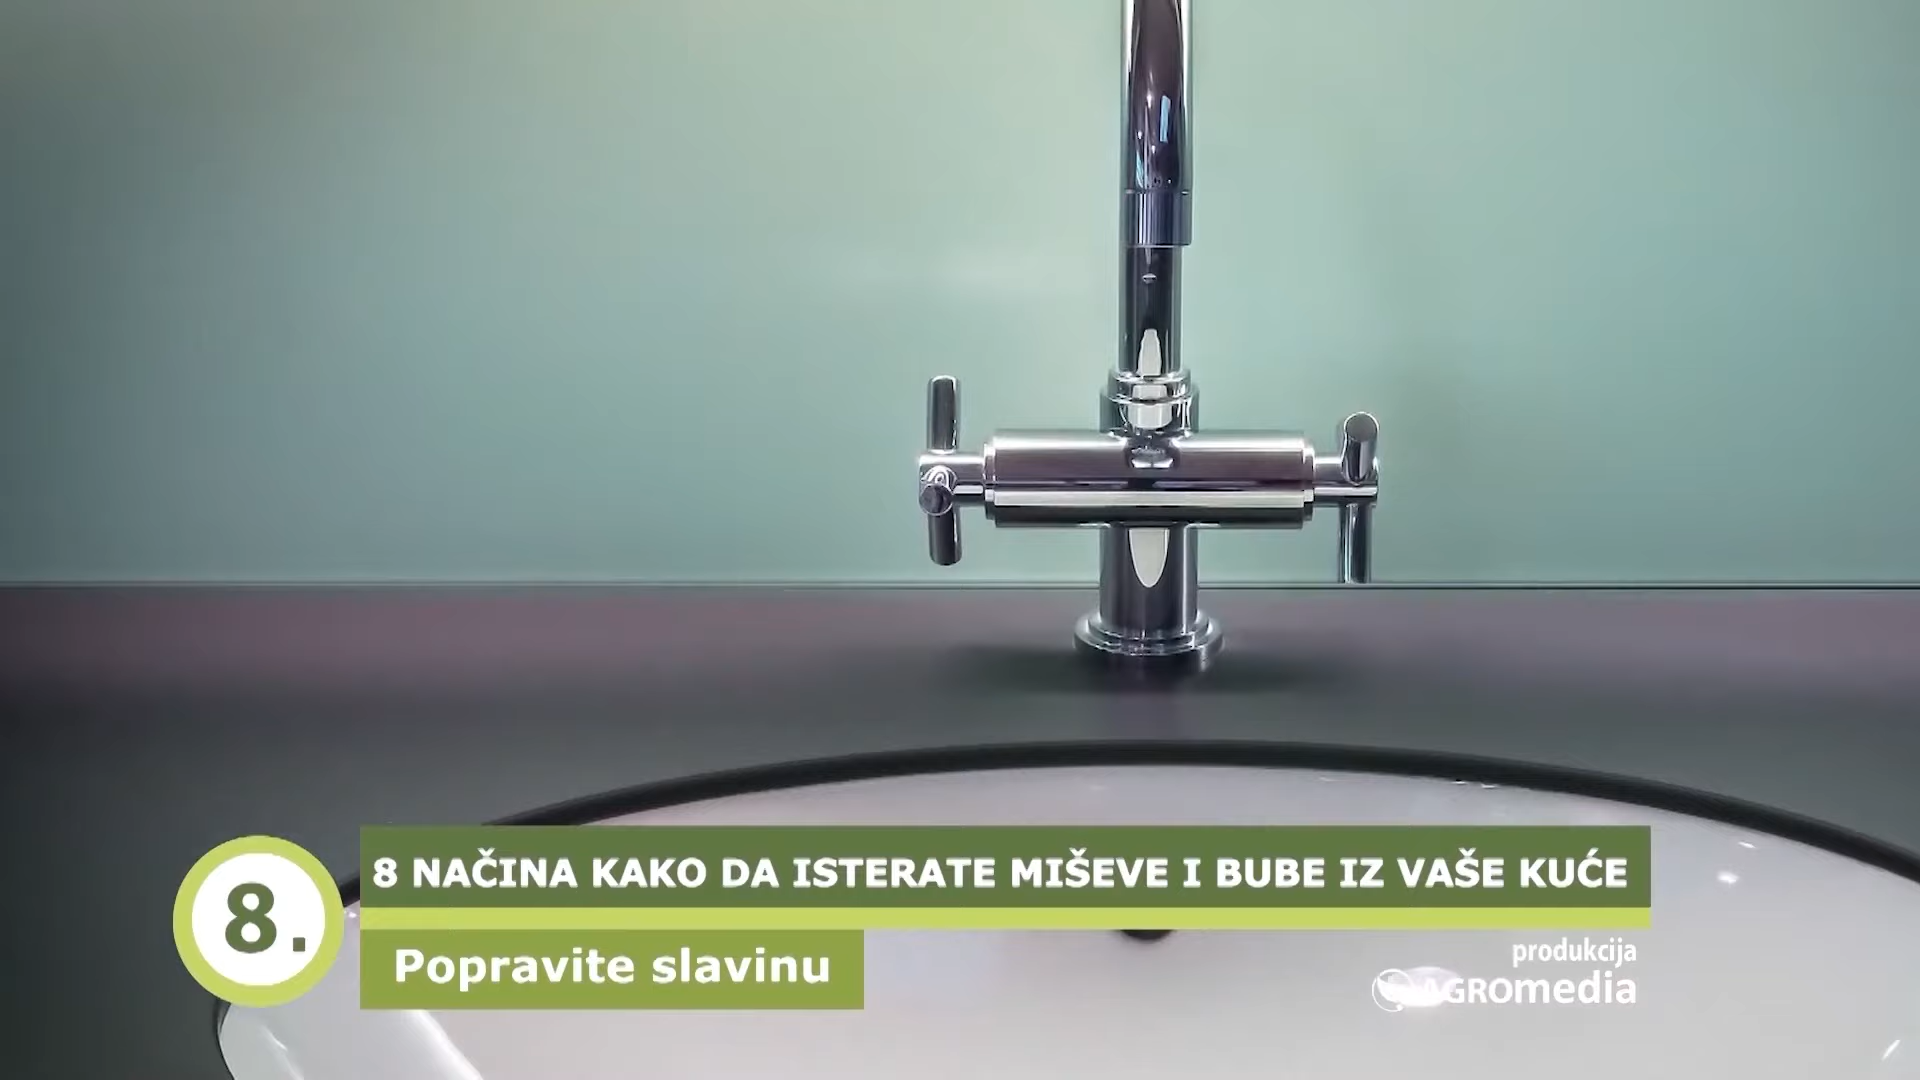 8.
8 NAČINA KAKO DA ISTERATE MIŠEVE I BUBE IZ VAŠE KUĆE
Popravite slavinu
produkcija
AGROmedia